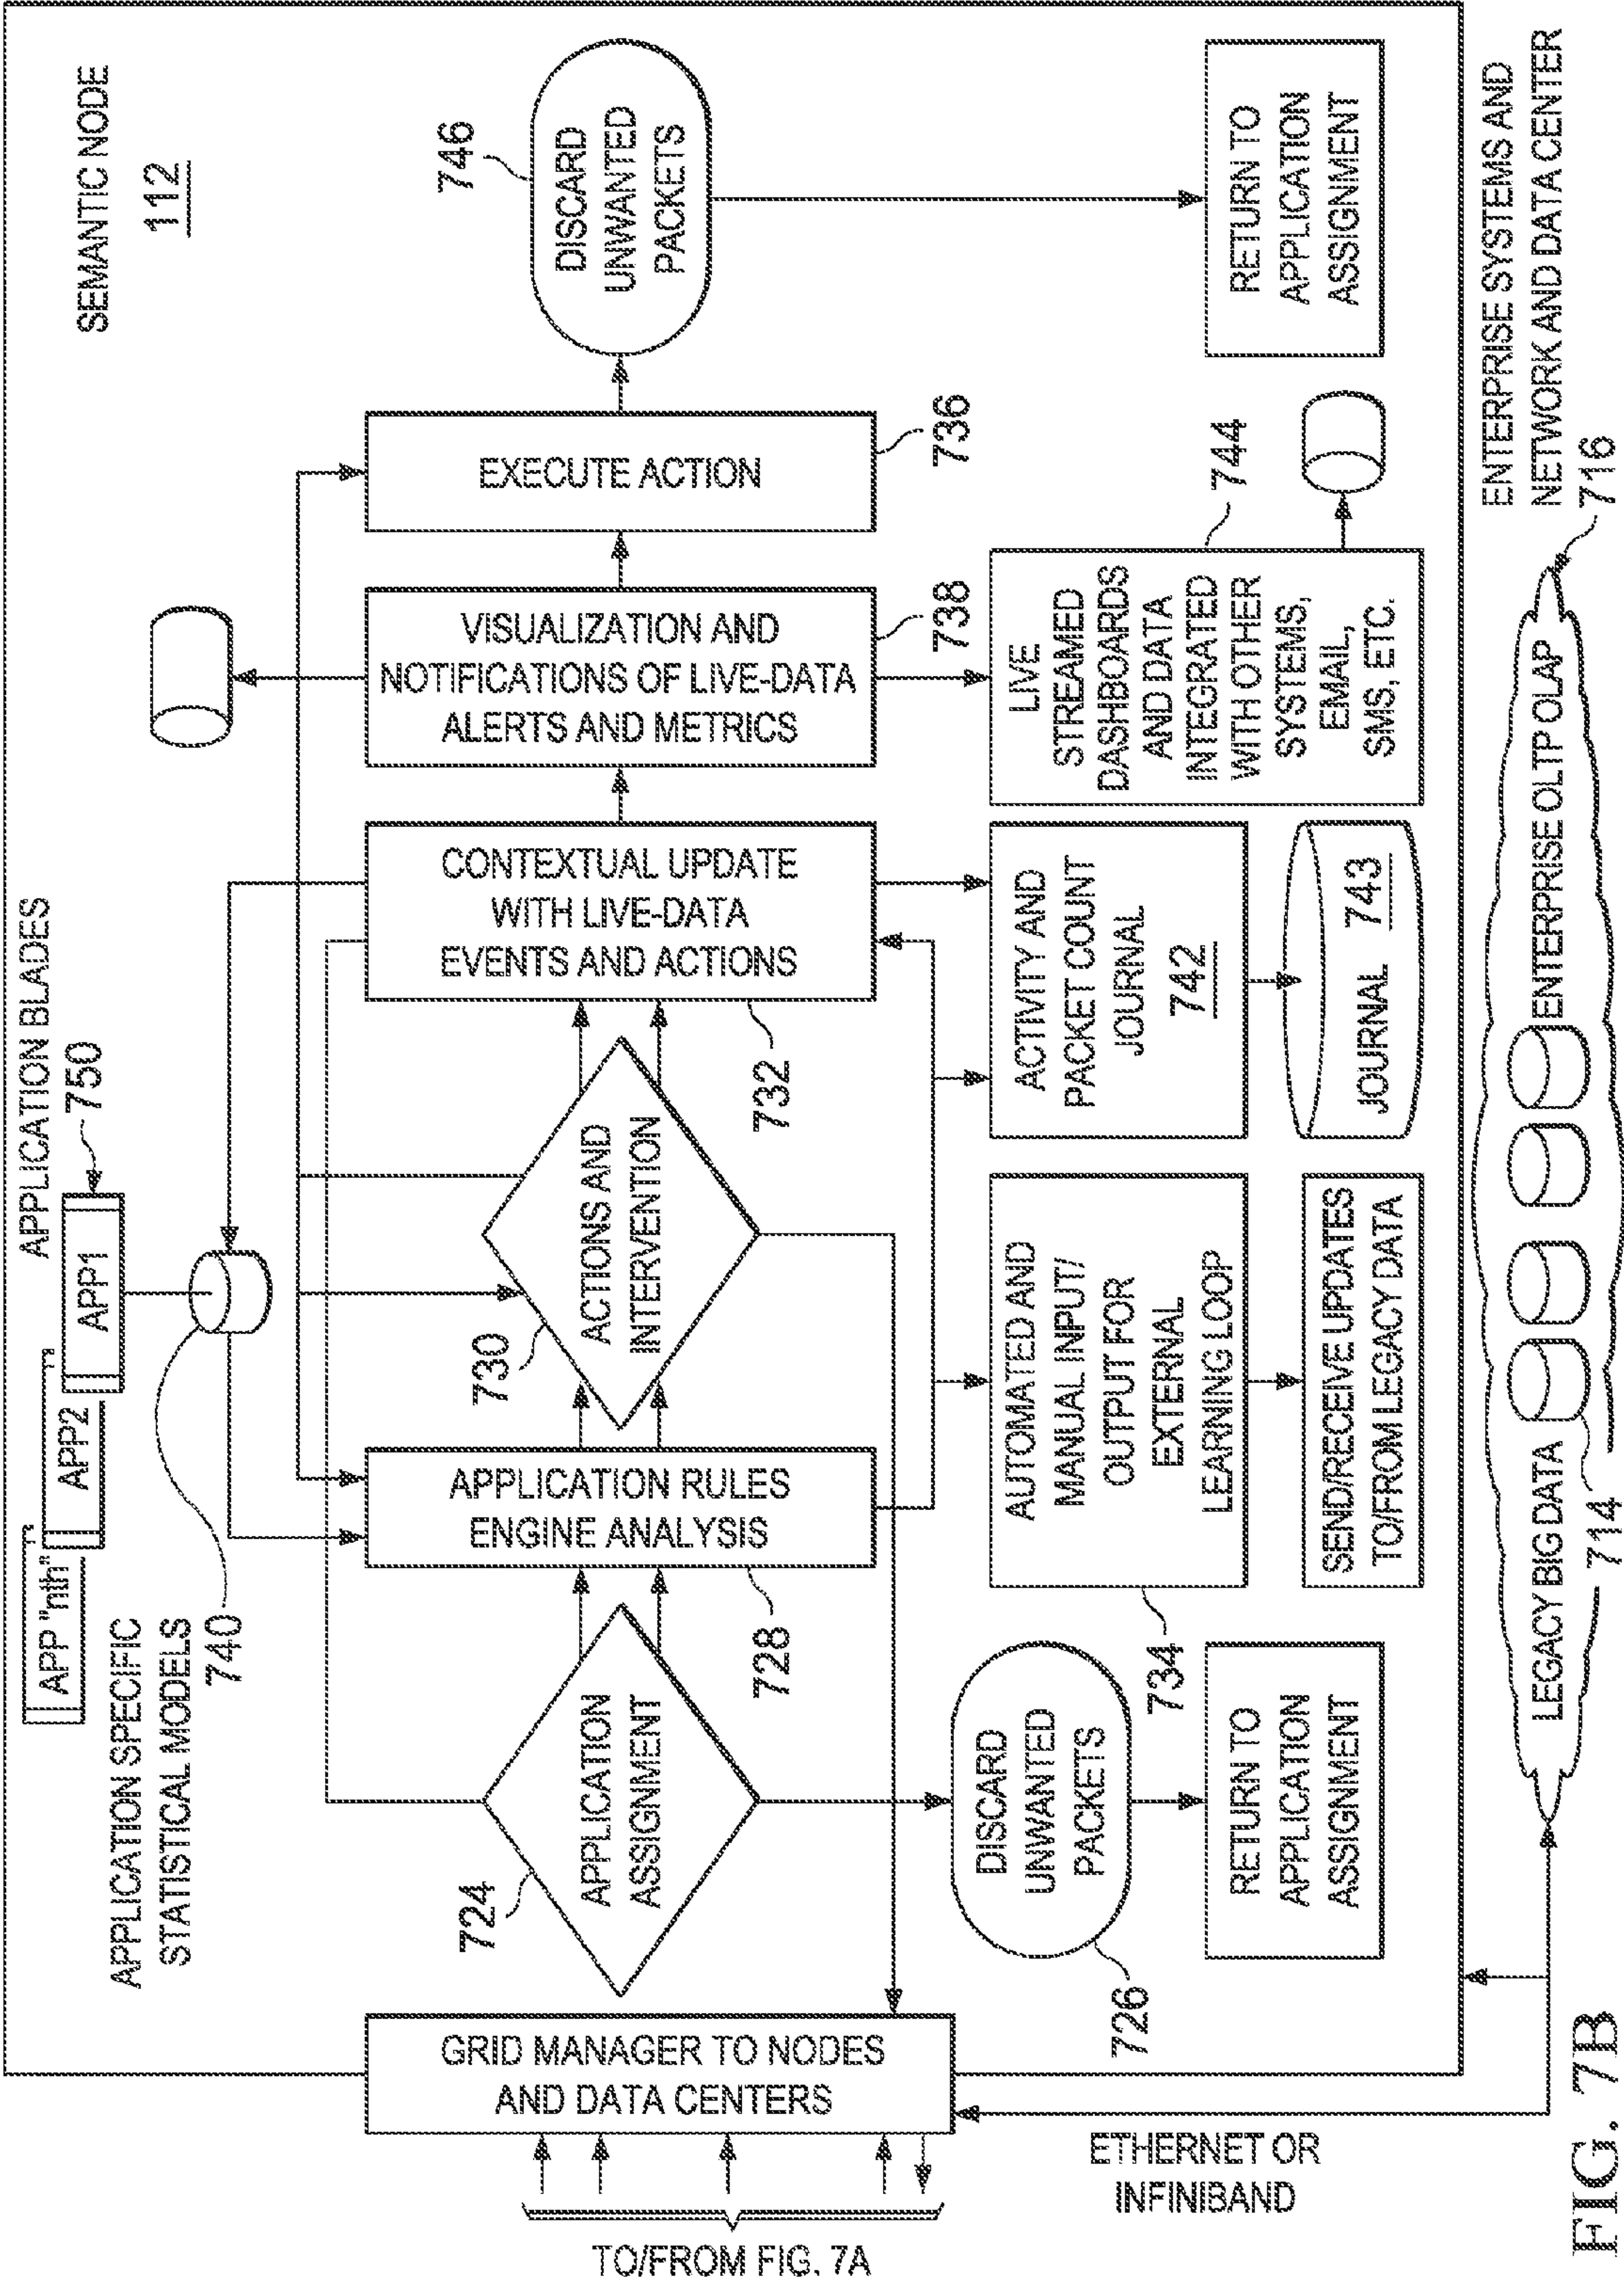 SEMANTIC NODE
112
APPLICATION BLADES
750
APP1
APP2
APP "nth"
APPLICATION SPECIFIC
STATISTICAL MODELS
740
GRID MANAGER TO NODES
AND DATA CENTERS
TO/FROM FIG. 7A
724
APPLICATION
ASSIGNMENT
APPLICATION RULES
ENGINE ANALYSIS
728
730
ACTIONS AND
INTERVENTION
CONTEXTUAL UPDATE
WITH LIVE-DATA
EVENTS AND ACTIONS
732
VISUALIZATION AND
NOTIFICATIONS OF LIVE-DATA
ALERTS AND METRICS
738
EXECUTE ACTION
736
746
DISCARD
UNWANTED
PACKETS
DISCARD
UNWANTED
PACKETS
726
RETURN TO
APPLICATION
ASSIGNMENT
AUTOMATED AND
MANUAL INPUT/
OUTPUT FOR
EXTERNAL
LEARNING LOOP
734
SEND/RECEIVE UPDATES
TO/FROM LEGACY DATA
ACTIVITY AND
PACKET COUNT
JOURNAL
742
JOURNAL 743
LIVE
STREAMED
DASHBOARDS
AND DATA
INTEGRATED
WITH OTHER
SYSTEMS,
EMAIL,
SMS, ETC.
744
RETURN TO
APPLICATION
ASSIGNMENT
ETHERNET OR
INFINIBAND
LEGACY BIG DATA
714
ENTERPRISE OLTP OLAP
716
ENTERPRISE SYSTEMS AND
NETWORK AND DATA CENTER
FIG. 7B